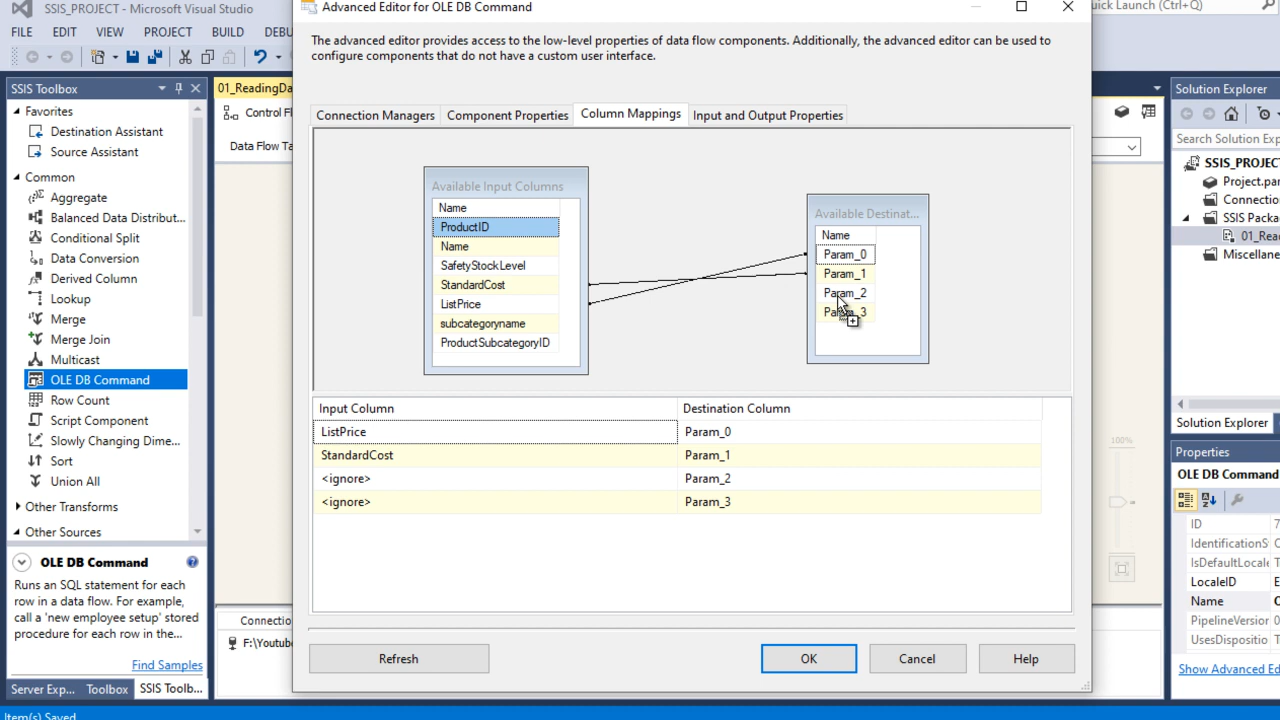 SSIS_PROJECT - Microsoft Visual Studio
Advanced Editor for OLE DB Command
Quick Launch (Ctrl+Q)
FILE EDIT VIEW PROJECT BUILD DEBU
The advanced editor provides access to the low-level properties of data flow components. Additionally, the advanced editor can be used to
configure components that do not have a custom user interface.
SSIS Toolbox
Favorites
Destination Assistant
Source Assistant
Common
Aggregate
Balanced Data Distribut...
Conditional Split
Data Conversion
Derived Column
Lookup
Merge
Merge Join
Multicast
OLE DB Command
Row Count
Script Component
Slowly Changing Dime...
Sort
Union All
Other Transforms
Other Sources
OLE DB Command
Runs an SQL statement for each
row in a data flow. For example,
call a 'new employee setup' stored
procedure for each row in the...
Find Samples
Server Exp... Toolbox SSIS Toolb...
Item(s) Saved
01_ReadingDa
Control Fl
Data Flow Ta
Connectio
F:\Youtub
Connection Managers Component Properties Column Mappings Input and Output Properties
Available Input Columns
Name
ProductID
Name
SafetyStockLevel
StandardCost
ListPrice
subcategoryname
ProductSubcategoryID
Available Destinat...
Name
Param_0
Param_1
Param_2
Param_3
Input Column Destination Column
ListPrice Param_0
StandardCost Param_1
<ignore> Param_2
<ignore> Param_3
Refresh OK Cancel Help
100%
Solution Explorer
Search Solution Exp
SSIS_PROJECT
Project.par
Connectio
SSIS Packa
01_Rea
Miscellane
Solution Explorer
Properties
OLE DB Command
ID 7
IdentificationS C
IsDefaultLocale T
LocaleID E
Name O
PipelineVersior 0
UsesDispositio T
Show Advanced Ed